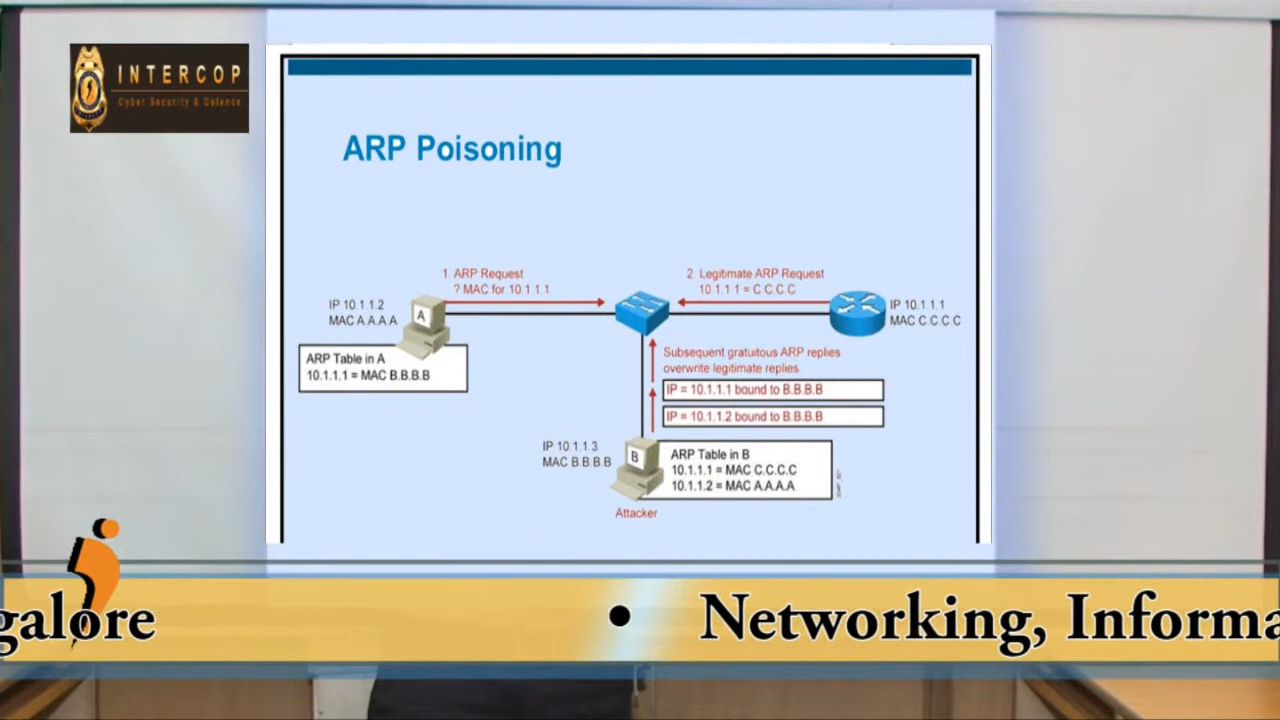 INTERCOP
Cyber Security & Defence
ARP Poisoning
1. ARP Request
? MAC for 10.1.1.1
2. Legitimate ARP Request
10.1.1.1 = C.C.C.C
IP 10.1.1.2
MAC A.A.A.A
A
IP 10.1.1.1
MAC C.C.C.C
ARP Table in A
10.1.1.1 = MAC B.B.B.B
Subsequent gratuitous ARP replies
overwrite legitimate replies.
IP = 10.1.1.1 bound to B.B.B.B
IP = 10.1.1.2 bound to B.B.B.B
IP 10.1.1.3
MAC B.B.B.B
B
ARP Table in B
10.1.1.1 = MAC C.C.C.C
10.1.1.2 = MAC A.A.A.A
Attacker
galore • Networking, Informa